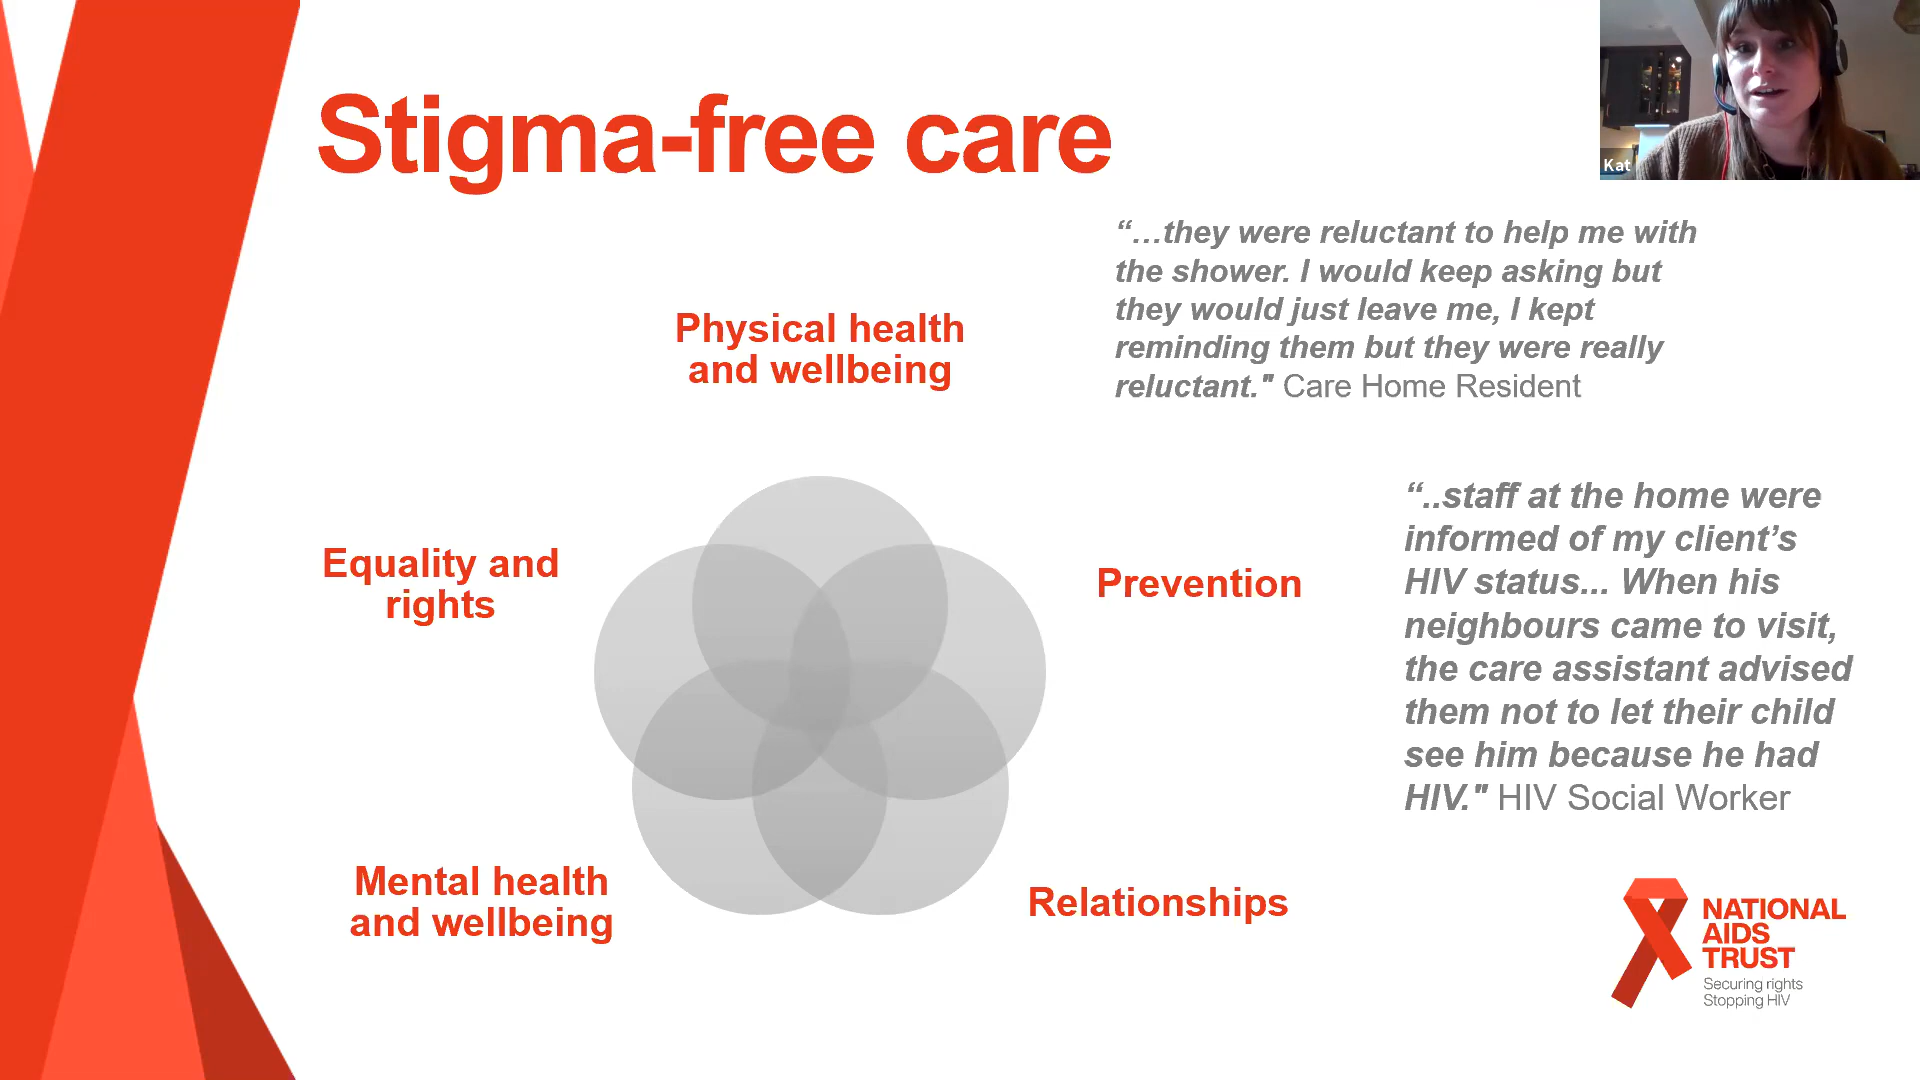 Stigma-free care
Kat
“…they were reluctant to help me with
the shower. I would keep asking but
they would just leave me, I kept
reminding them but they were really
reluctant." Care Home Resident
Physical health
and wellbeing
“..staff at the home were
informed of my client’s
HIV status... When his
neighbours came to visit,
the care assistant advised
them not to let their child
see him because he had
HIV." HIV Social Worker
Equality and
rights
Prevention
Mental health
and wellbeing
Relationships
NATIONAL
AIDS
TRUST
Securing rights
Stopping HIV